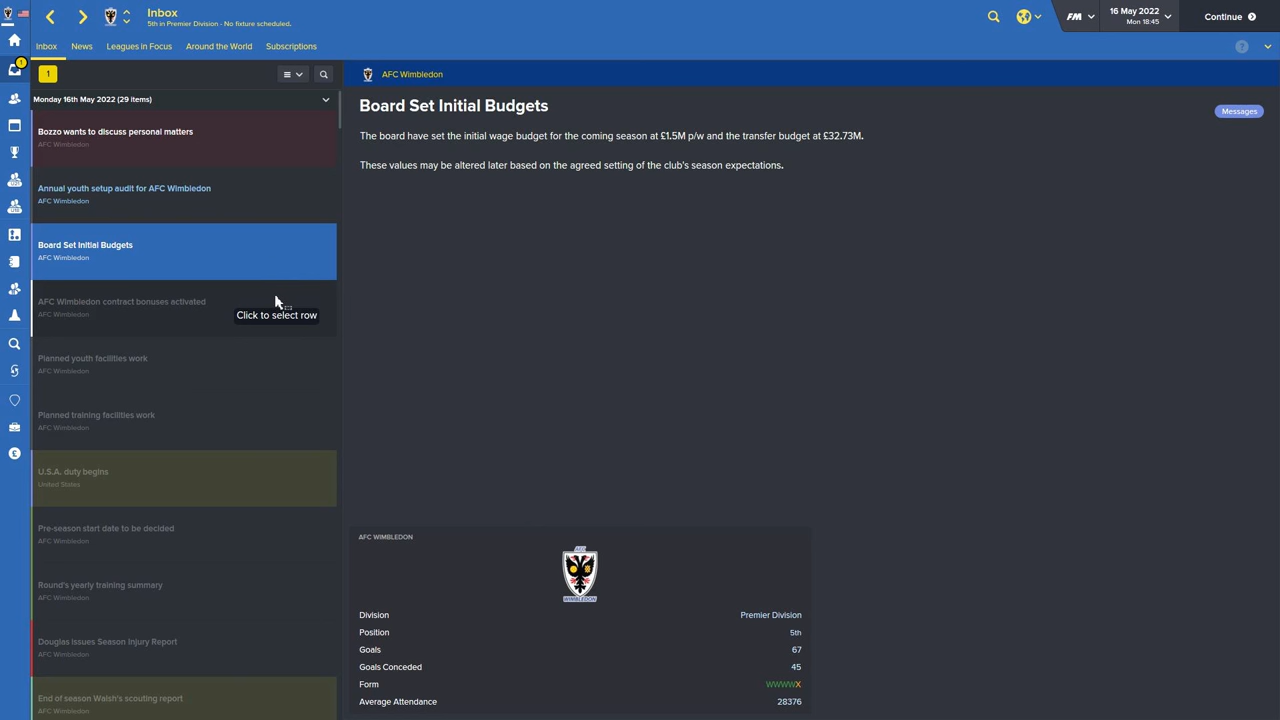 Inbox
5th in Premier Division - No fixture scheduled.
FM
16 May 2022
Mon 18:45
Continue
Inbox
News
Leagues in Focus
Around the World
Subscriptions
?
1
1
AFC Wimbledon
Monday 16th May 2022 (29 items)
Board Set Initial Budgets
Messages
Bozzo wants to discuss personal matters
AFC Wimbledon
The board have set the initial wage budget for the coming season at £1.5M p/w and the transfer budget at £32.73M.
These values may be altered later based on the agreed setting of the club's season expectations.
Annual youth setup audit for AFC Wimbledon
AFC Wimbledon
Board Set Initial Budgets
AFC Wimbledon
AFC Wimbledon contract bonuses activated
AFC Wimbledon
Click to select row
Planned youth facilities work
AFC Wimbledon
Planned training facilities work
AFC Wimbledon
U.S.A. duty begins
United States
Pre-season start date to be decided
AFC Wimbledon
Round's yearly training summary
AFC Wimbledon
Douglas issues Season Injury Report
AFC Wimbledon
End of season Walsh's scouting report
AFC Wimbledon
AFC WIMBLEDON
AFC
WIMBLEDON
Division Premier Division
Position 5th
Goals 67
Goals Conceded 45
Form WWWWX
Average Attendance 28376